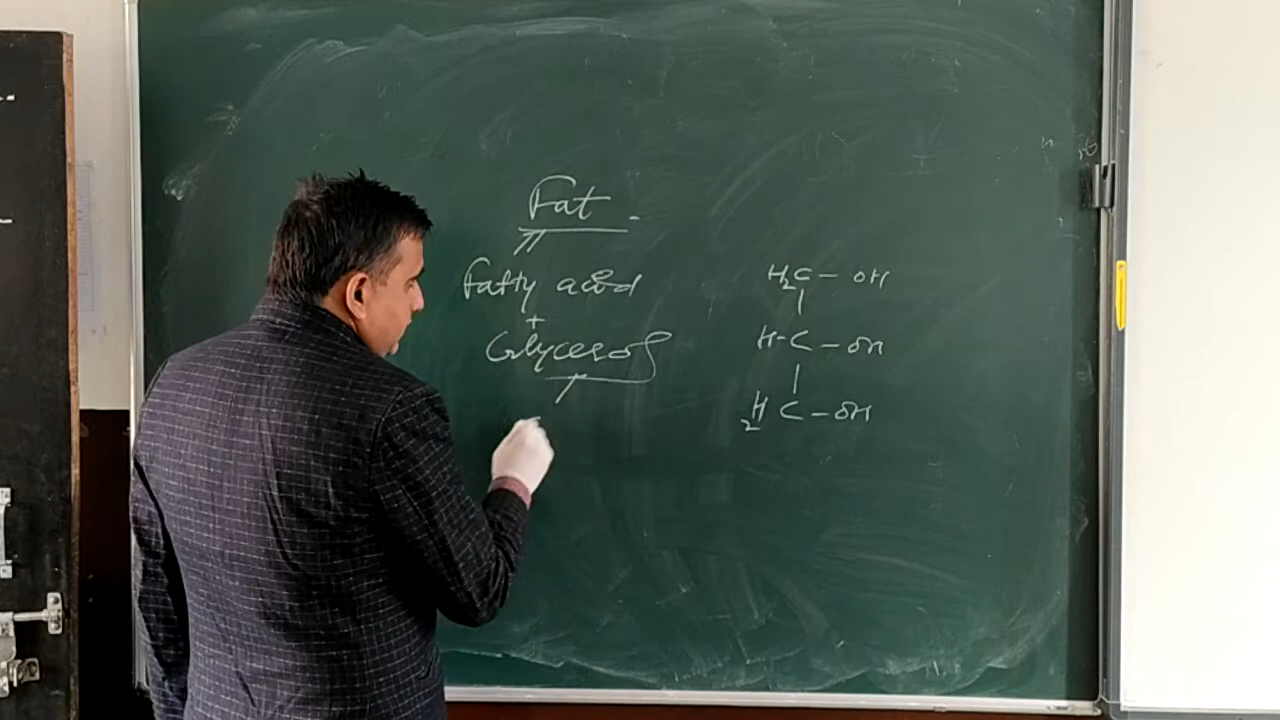 Fat
Fatty acid
+
Glycerol
H2C - OH
|
H-C - OH
|
H2C - OH